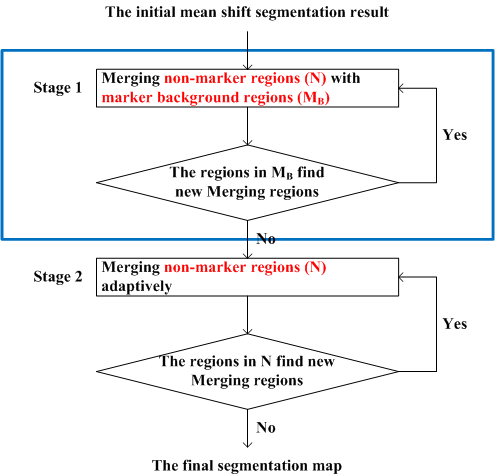 The initial mean shift segmentation result
Stage 1
Merging non-marker regions (N) with
marker background regions (MB)
Yes
The regions in MB find
new Merging regions
No
Stage 2
Merging non-marker regions (N)
adaptively
Yes
The regions in N find new
Merging regions
No
The final segmentation map